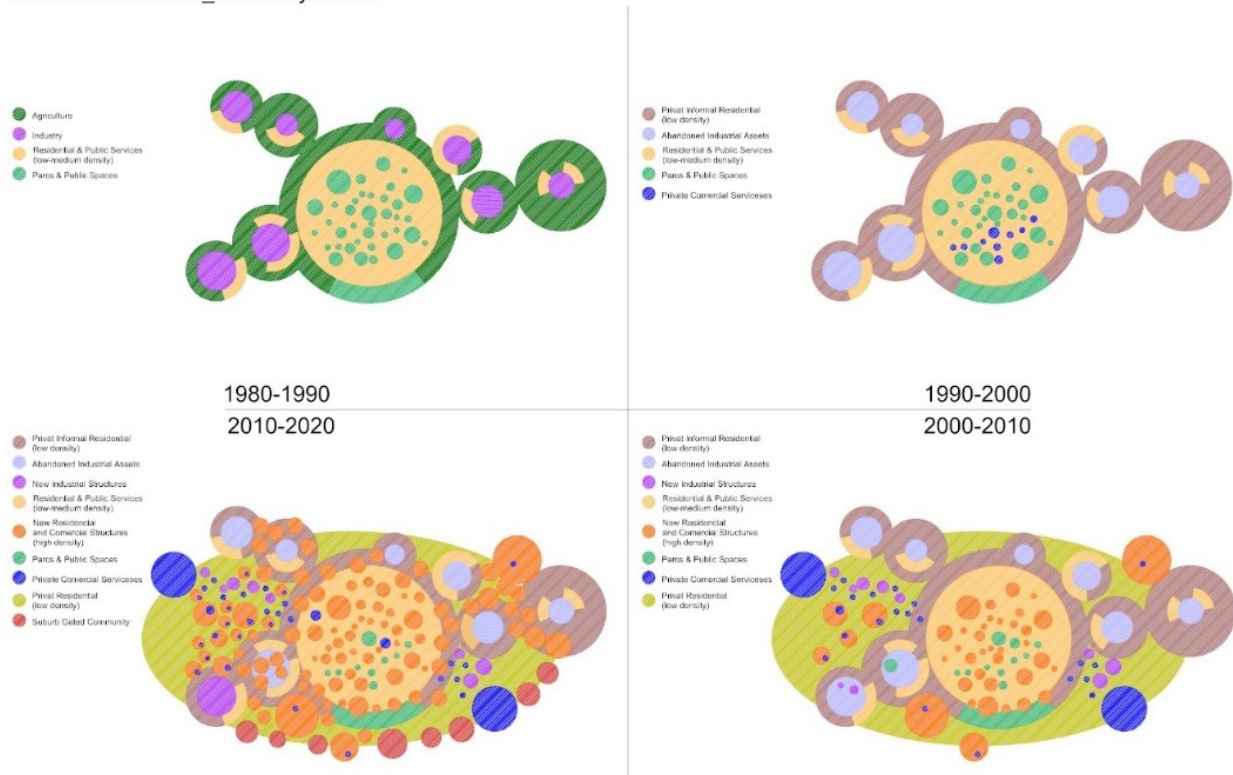 Agriculture
Industry
Residential & Public Services
(low-medium density)
Parcs & Public Spaces
Privat Informal Residential
(low density)
Abandoned Industrial Assets
Residential & Public Services
(low-medium density)
Parcs & Public Spaces
Private Comercial Serviceses
1980-1990
1990-2000
2010-2020
2000-2010
Privat Informal Residential
(low density)
Abandoned Industrial Assets
New Industrial Structures
Residential & Public Services
(low-medium density)
New Residencial
and Comercial Structures
(high density)
Parcs & Public Spaces
Private Comercial Serviceses
Privat Residential
(low density)
Suburb Gated Community
Privat Informal Residential
(low density)
Abandoned Industrial Assets
New Industrial Structures
Residential & Public Services
(low-medium density)
New Residencial
and Comercial Structures
(high density)
Parcs & Public Spaces
Private Comercial Serviceses
Privat Residential
(low density)